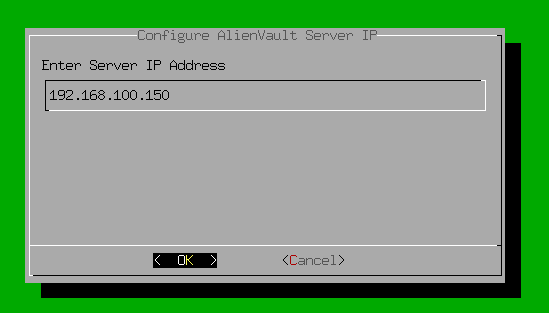 Configure AlienVault Server IP
Enter Server IP Address
192.168.100.150
< OK > <Cancel>